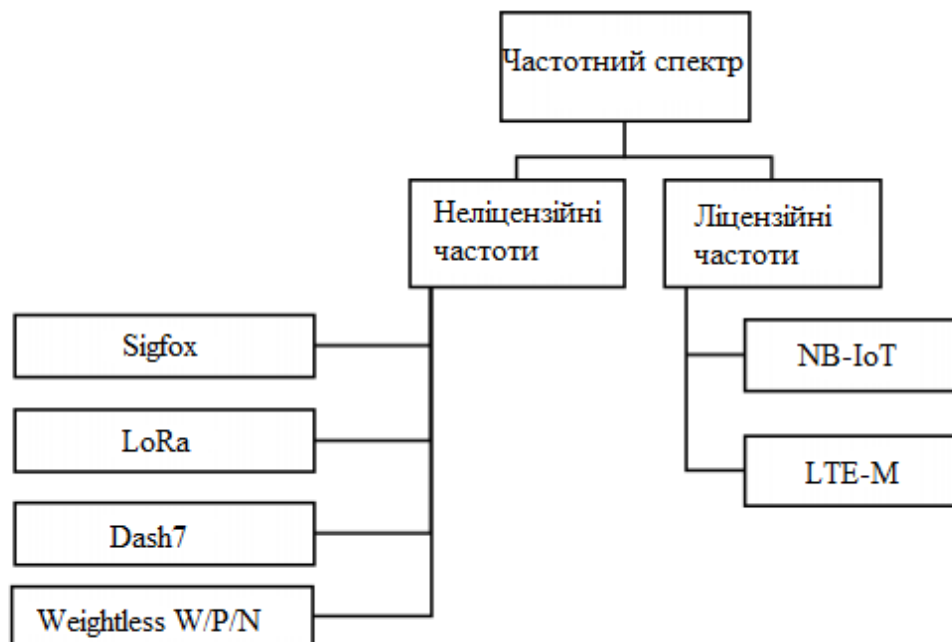 Частотний спектр
Неліцензійні
частоти
Ліцензійні
частоти
Sigfox
LoRa
Dash7
Weightless W/P/N
NB-IoT
LTE-M